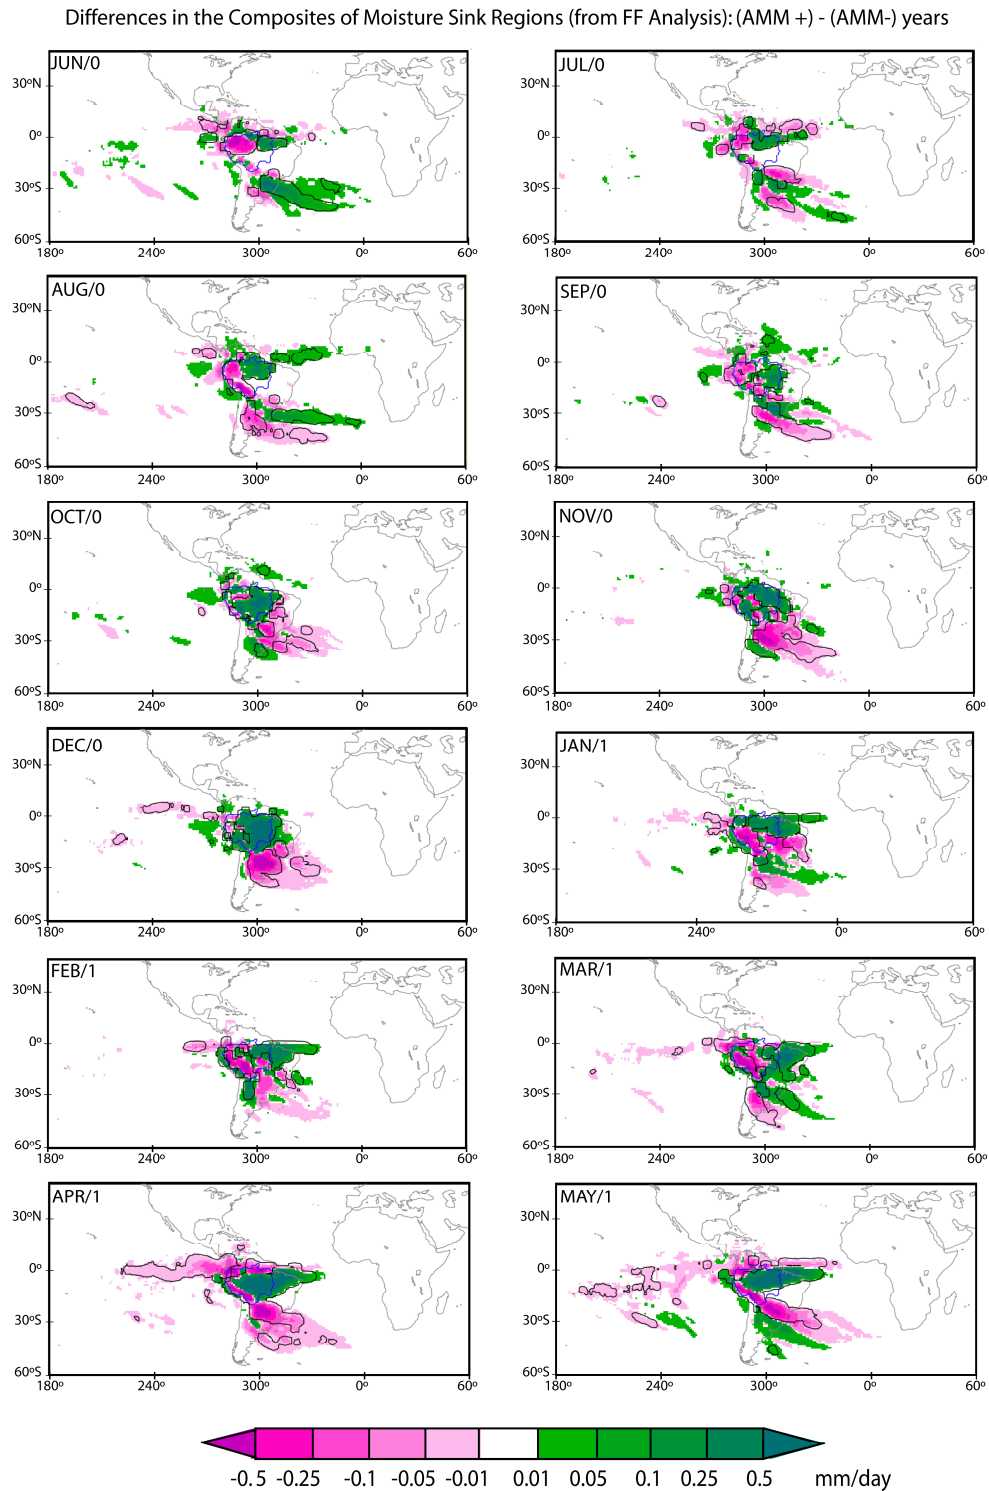 Differences in the Composites of Moisture Sink Regions (from FF Analysis): (AMM +) - (AMM-) years
JUN/0
30ºN
0º
30ºS
60ºS
180º 240º 300º 0º 60º
JUL/0
30ºN
0º
30ºS
60ºS
180º 240º 300º 0º 60º
AUG/0
30ºN
0º
30ºS
60ºS
180º 240º 300º 0º 60º
SEP/0
30ºN
0º
30ºS
60ºS
180º 240º 300º 0º 60º
OCT/0
30ºN
0º
30ºS
60ºS
180º 240º 300º 0º 60º
NOV/0
30ºN
0º
30ºS
60ºS
180º 240º 300º 0º 60º
DEC/0
30ºN
0º
30ºS
60ºS
180º 240º 300º 0º 60º
JAN/1
30ºN
0º
30ºS
60ºS
180º 240º 0º 60º
FEB/1
30ºN
0º
30ºS
60ºS
180º 240º 300º 0º 60º
MAR/1
30ºN
0º
30ºS
60ºS
180º 240º 300º 0º 60º
APR/1
30ºN
0º
30ºS
60ºS
180º 240º 300º 0º 60º
MAY/1
30ºN
0º
30ºS
60ºS
180º 240º 300º 0º 60º
-0.5 -0.25 -0.1 -0.05 -0.01 0.01 0.05 0.1 0.25 0.5 mm/day